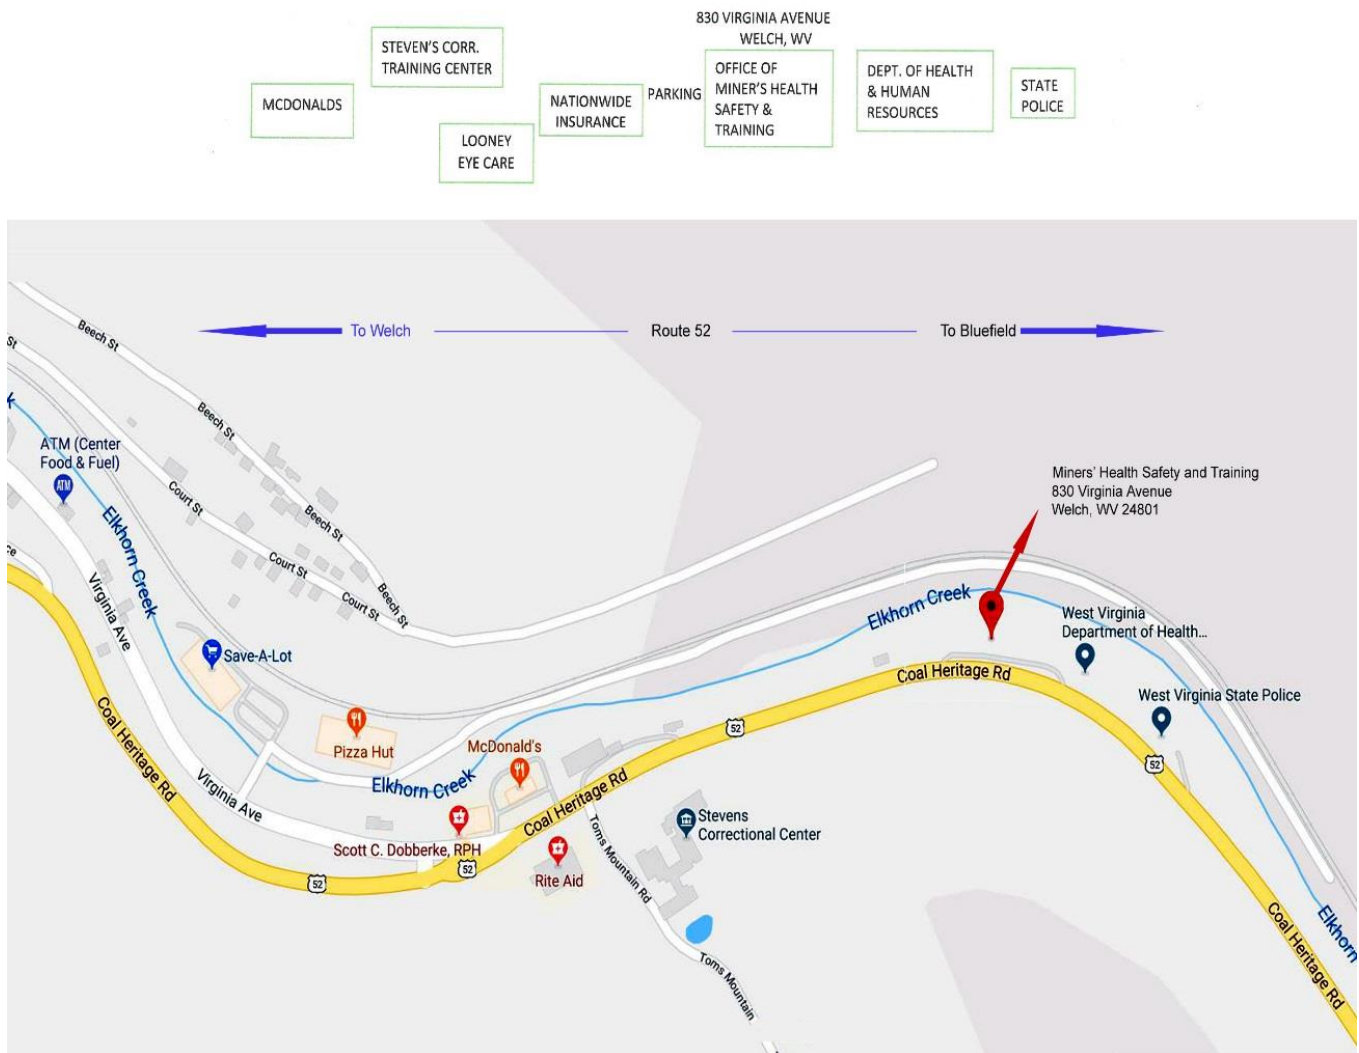 830 VIRGINIA AVENUE
WELCH, WV
STEVEN'S CORR.
TRAINING CENTER
MCDONALDS
LOONEY
EYE CARE
NATIONWIDE
INSURANCE
PARKING
OFFICE OF
MINER'S HEALTH
SAFETY &
TRAINING
DEPT. OF HEALTH
& HUMAN
RESOURCES
STATE
POLICE
To Welch
Route 52
To Bluefield
Beech St
Beech St
Beech St
Beech St
St
Court St
Court St
Court St
k
ATM (Center
Food & Fuel)
ATM
Elkhorn Creek
Virginia Ave
ce
Save-A-Lot
Coal Heritage Rd
Virginia Ave
Pizza Hut
McDonald's
Elkhorn Creek
Scott C. Dobberke, RPH
52
52
Rite Aid
Coal Heritage Rd
52
Toms Mountain Rd
Stevens
Correctional Center
Toms Mountain
Elkhorn Creek
Coal Heritage Rd
Miners' Health Safety and Training
830 Virginia Avenue
Welch, WV 24801
West Virginia
Department of Health...
West Virginia State Police
52
Coal Heritage Rd
Elkhorn